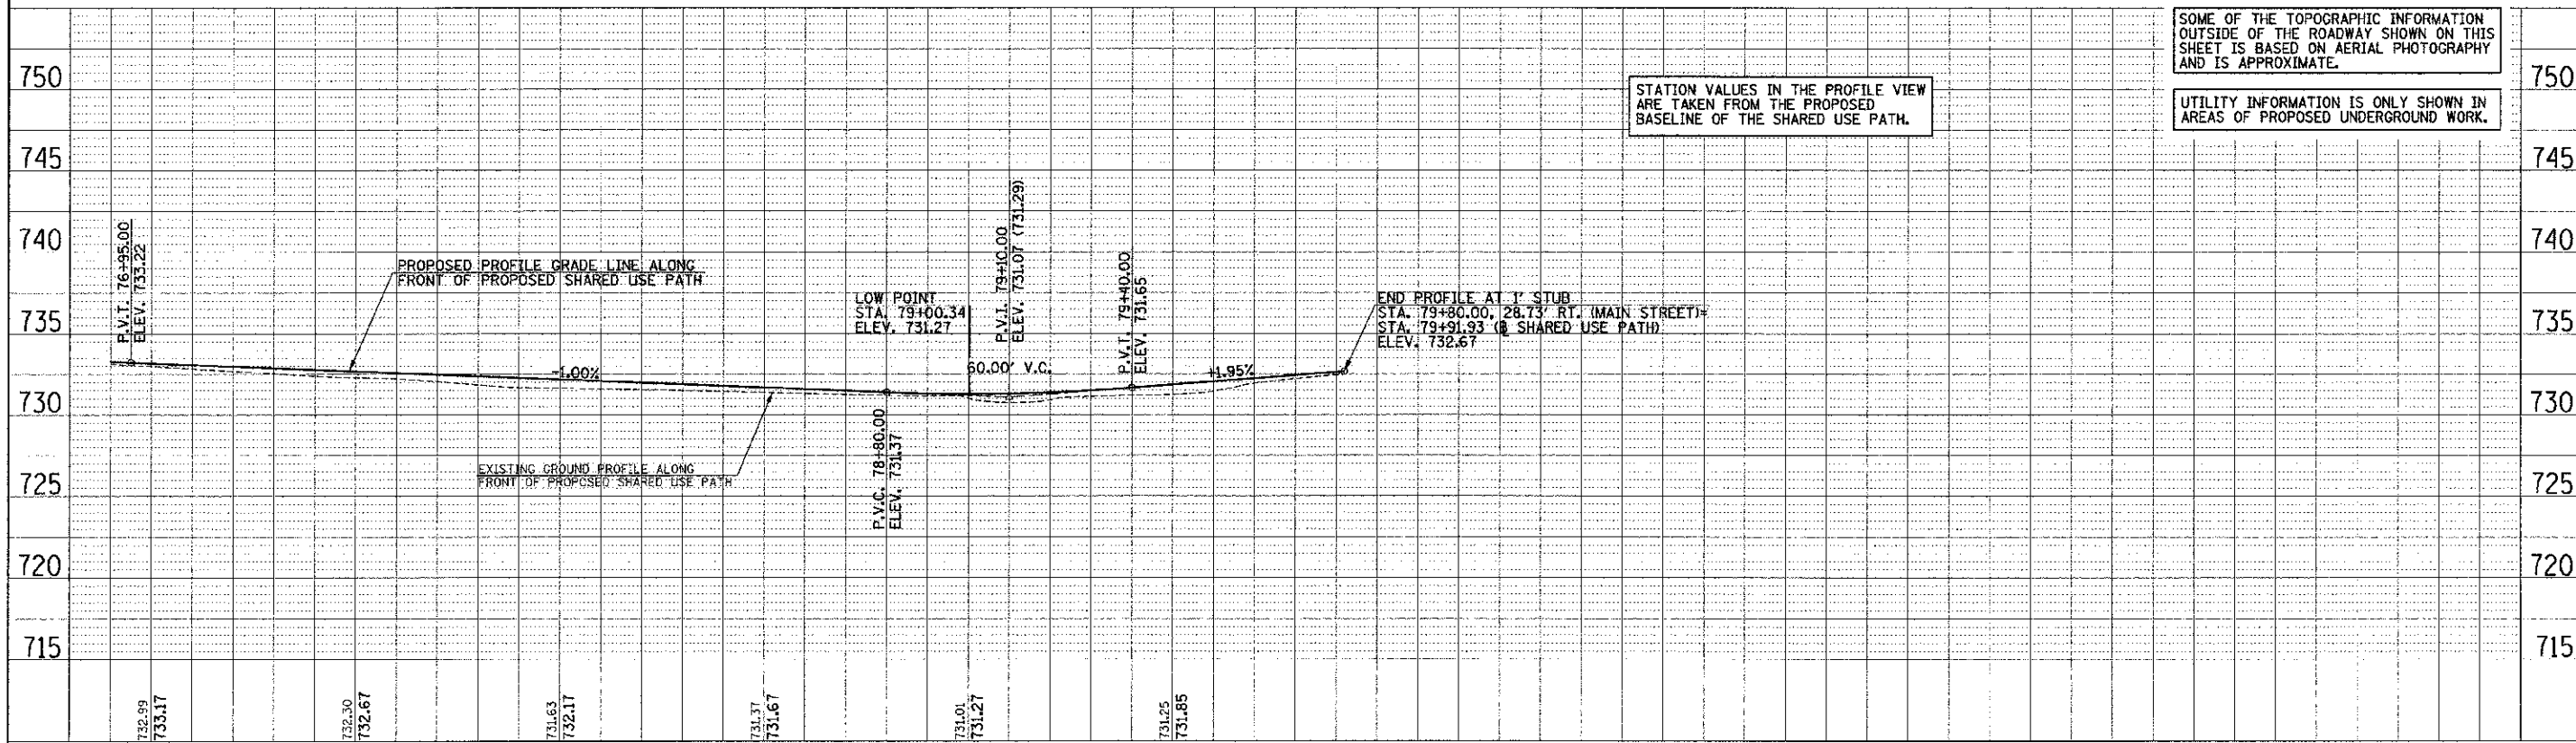 SOME OF THE TOPOGRAPHIC INFORMATION
OUTSIDE OF THE ROADWAY SHOWN ON THIS
SHEET IS BASED ON AERIAL PHOTOGRAPHY
AND IS APPROXIMATE.
UTILITY INFORMATION IS ONLY SHOWN IN
AREAS OF PROPOSED UNDERGROUND WORK.
STATION VALUES IN THE PROFILE VIEW
ARE TAKEN FROM THE PROPOSED
BASELINE OF THE SHARED USE PATH.
750
750
745
745
740
740
735
735
730
730
725
725
720
720
715
715
P.V.T. 76+95.00
ELEV. 733.22
PROPOSED PROFILE GRADE LINE ALONG
FRONT OF PROPOSED SHARED USE PATH
-1.00%
EXISTING GROUND PROFILE ALONG
FRONT OF PROPOSED SHARED USE PATH
LOW POINT
STA. 79+00.34
ELEV. 731.27
P.V.C. 78+80.00
ELEV. 731.37
60.00' V.C.
P.V.I. 79+10.00
ELEV. 731.07 (731.29)
P.V.T. 79+40.00
ELEV. 731.65
+1.95%
END PROFILE AT 1' STUB
STA. 79+80.00, 28.73' RT. (MAIN STREET)=
STA. 79+91.93 (℄ SHARED USE PATH)
ELEV. 732.67
732.99
733.17
732.30
732.67
731.63
732.17
731.37
731.67
731.01
731.27
731.25
731.85